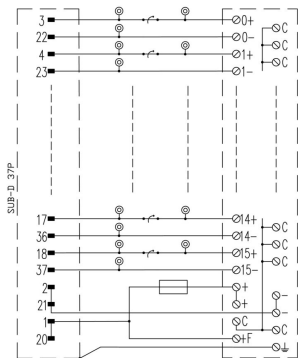 3 0+ C
22 0- C
4 1+ C
23 1- C
SUB-D 37P
17 14+ C
36 14- C
18 15+ C
37 15-
2 + -
21 + -
1 C C
20 +F